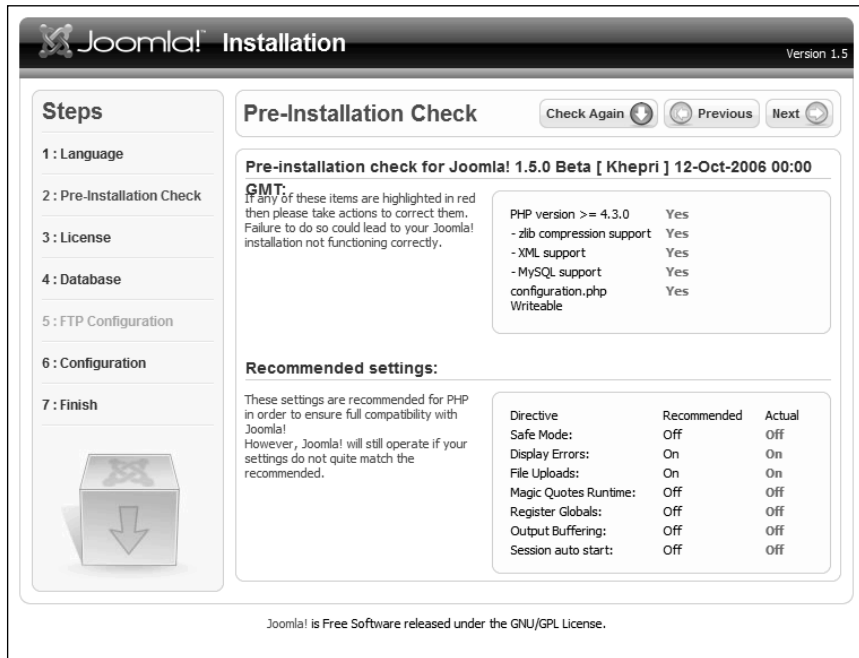 Joomla! Installation
Version 1.5
Steps
1 : Language
2 : Pre-Installation Check
3 : License
4 : Database
5 : FTP Configuration
6 : Configuration
7 : Finish
Pre-Installation Check
Check Again
Previous
Next
Pre-installation check for Joomla! 1.5.0 Beta [ Khepri ] 12-Oct-2006 00:00
GMT:
If any of these items are highlighted in red
then please take actions to correct them.
Failure to do so could lead to your Joomla!
installation not functioning correctly.
PHP version >= 4.3.0 Yes
- zlib compression support Yes
- XML support Yes
- MySQL support Yes
configuration.php Yes
Writeable
Recommended settings:
These settings are recommended for PHP
in order to ensure full compatibility with
Joomla!
However, Joomla! will still operate if your
settings do not quite match the
recommended.
Directive Recommended Actual
Safe Mode: Off Off
Display Errors: On On
File Uploads: On On
Magic Quotes Runtime: Off Off
Register Globals: Off Off
Output Buffering: Off Off
Session auto start: Off Off
Joomla! is Free Software released under the GNU/GPL License.